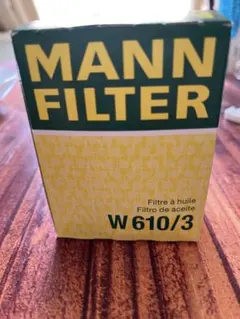 MANN
FILTER
Filtre à huile
Filtro de aceite
W 610/3